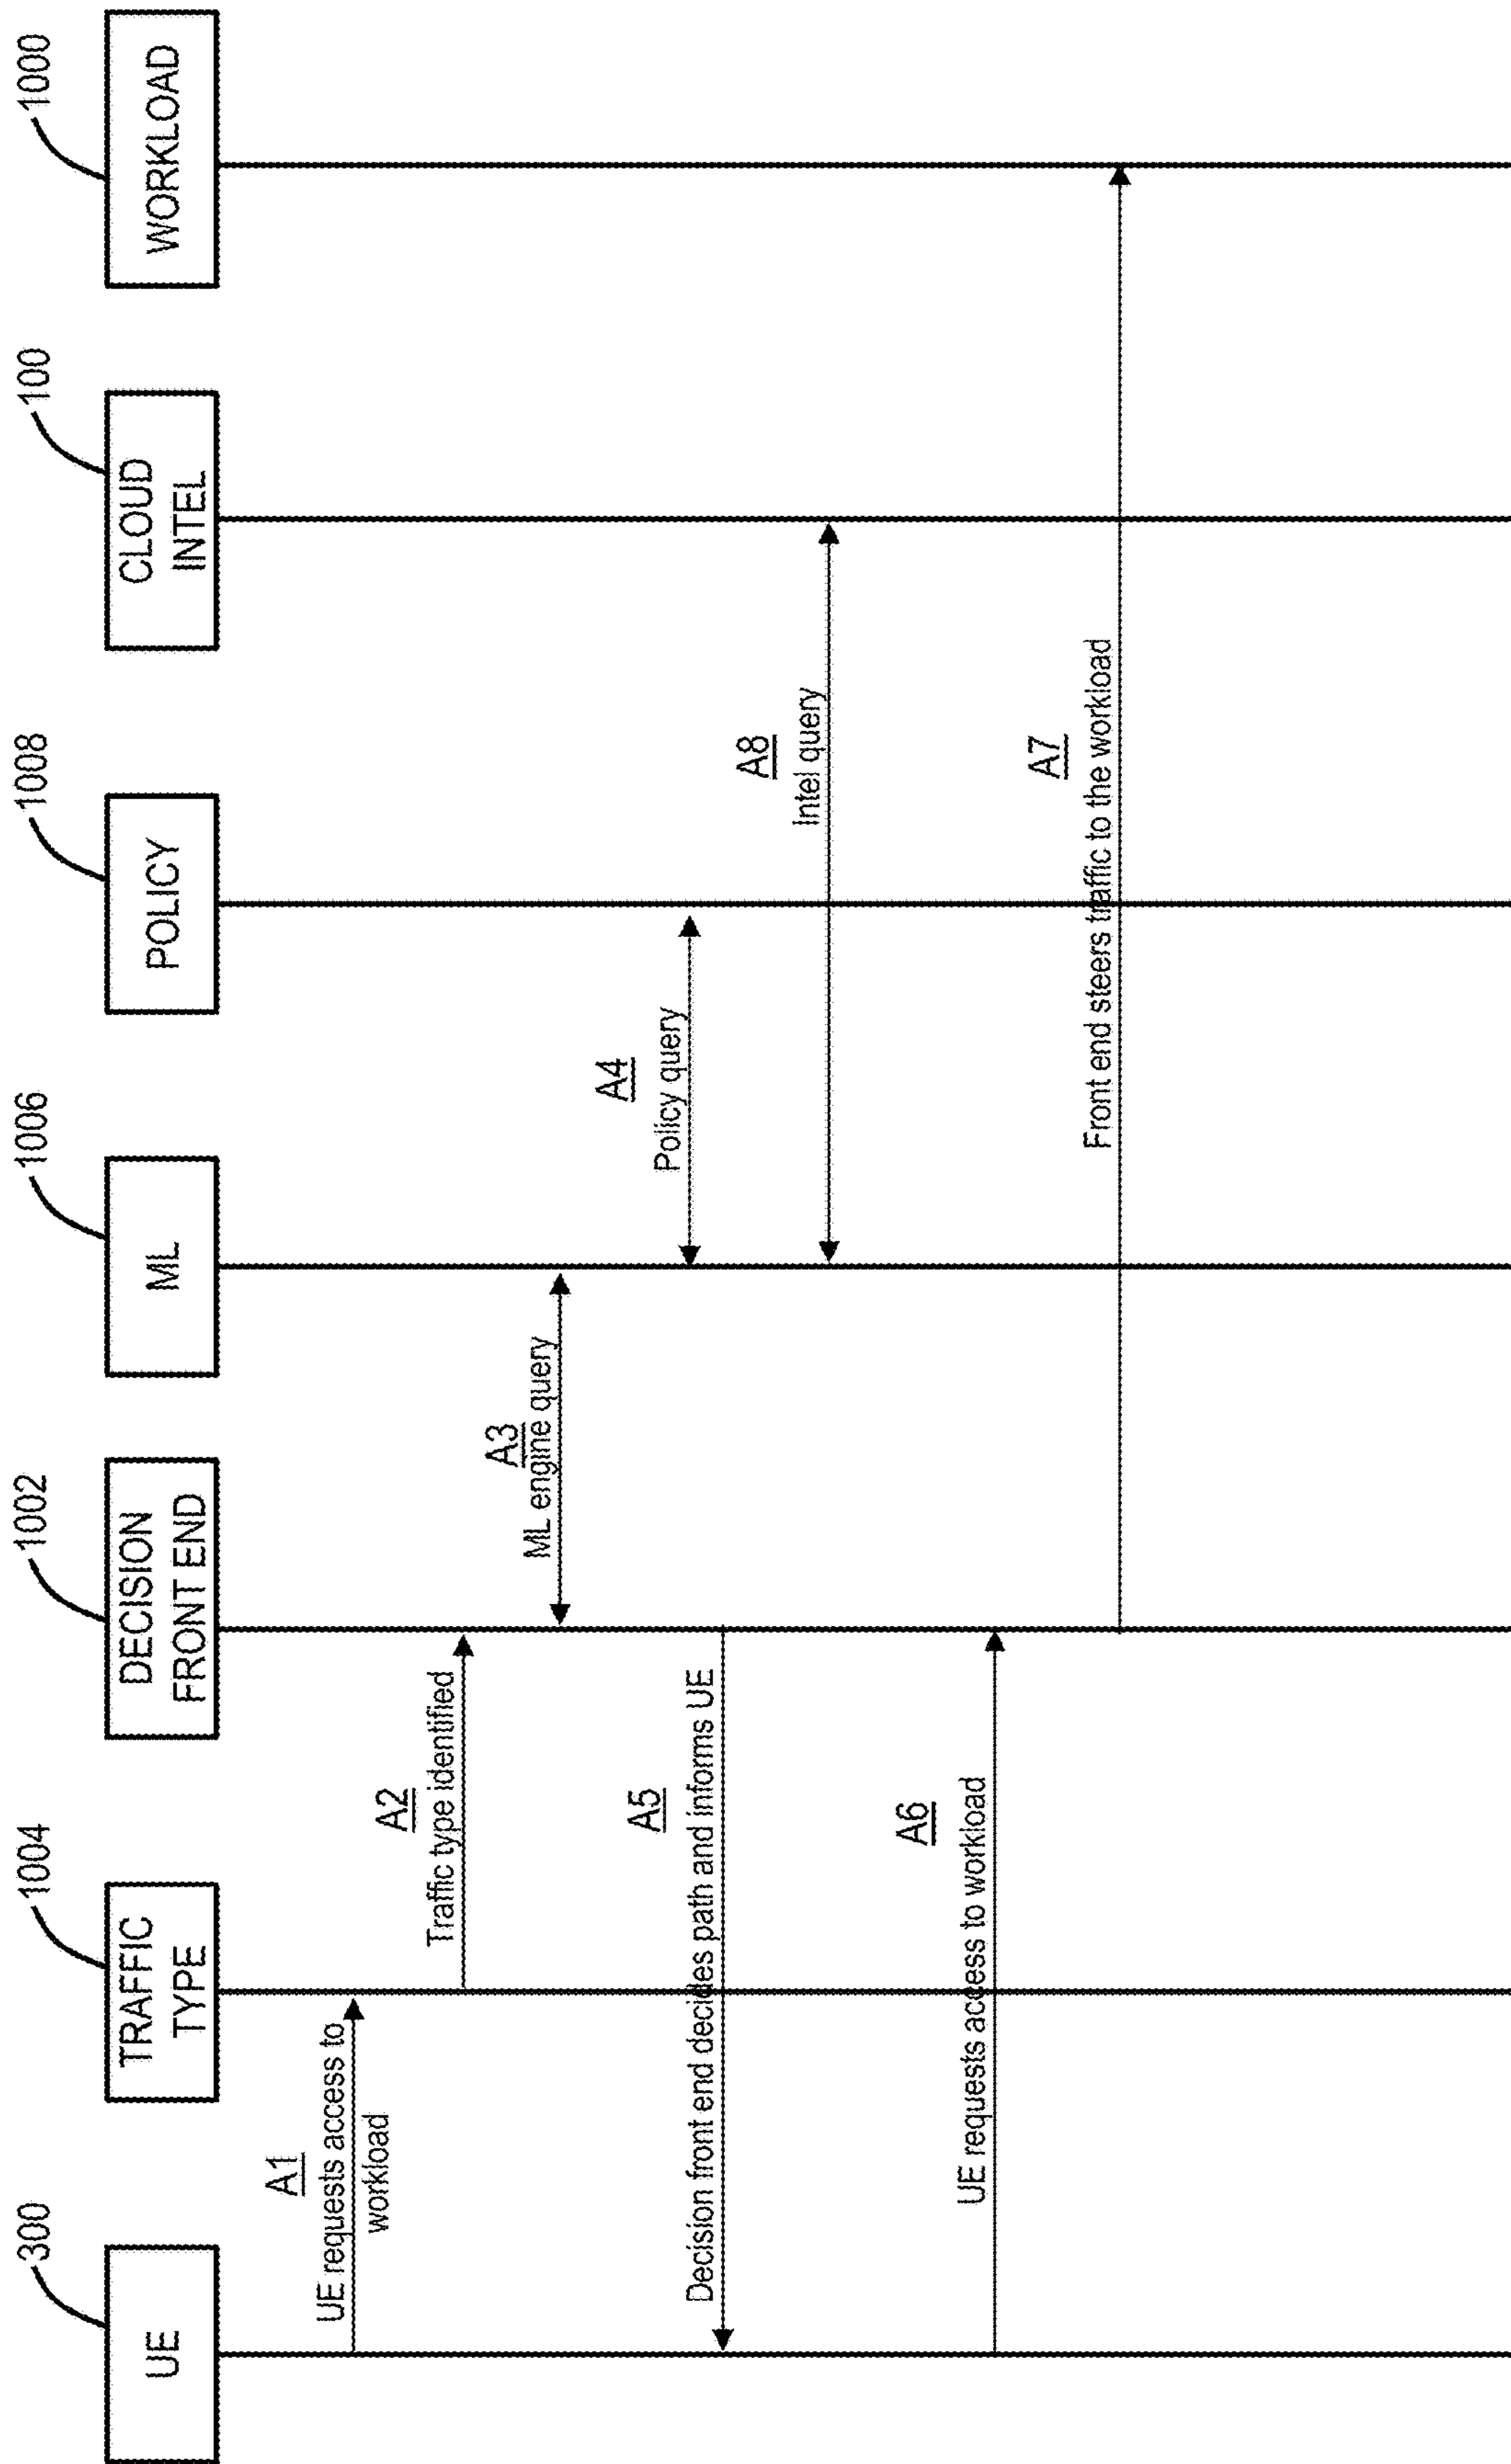 300
UE
1004
TRAFFIC
TYPE
1002
DECISION
FRONT END
1006
ML
1008
POLICY
100
CLOUD
INTEL
1000
WORKLOAD
A1
UE requests access to
workload
A2
Traffic type identified
A3
ML engine query
A4
Policy query
A5
Decision front end decides path and informs UE
A8
Intel query
A6
UE requests access to workload
A7
Front end steers traffic to the workload